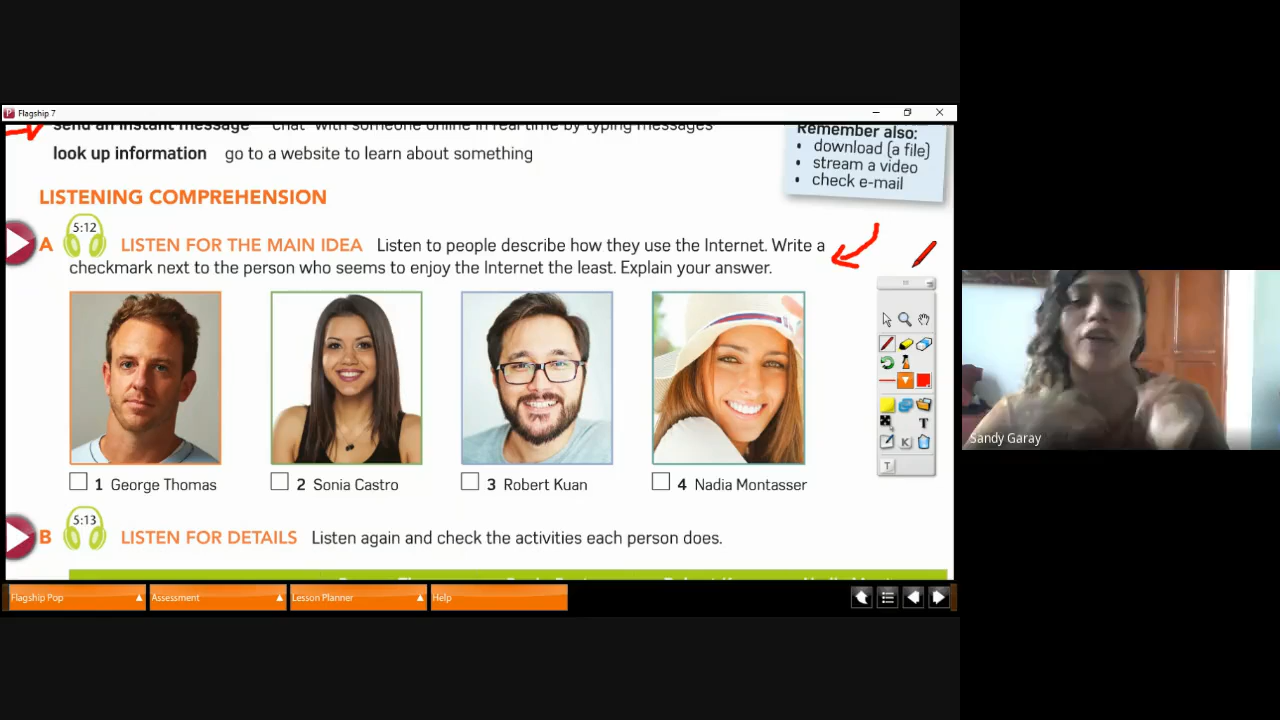 Flagship 7
send an instant message "chat" with someone online in real time by typing messages
look up information go to a website to learn about something
Remember also:
• download (a file)
• stream a video
• check e-mail
LISTENING COMPREHENSION
5:12
A LISTEN FOR THE MAIN IDEA Listen to people describe how they use the Internet. Write a
checkmark next to the person who seems to enjoy the Internet the least. Explain your answer.
1 George Thomas
2 Sonia Castro
3 Robert Kuan
4 Nadia Montasser
5:13
B LISTEN FOR DETAILS Listen again and check the activities each person does.
Flagship Pop
Assessment
Lesson Planner
Help
T
K
T
Sandy Garay